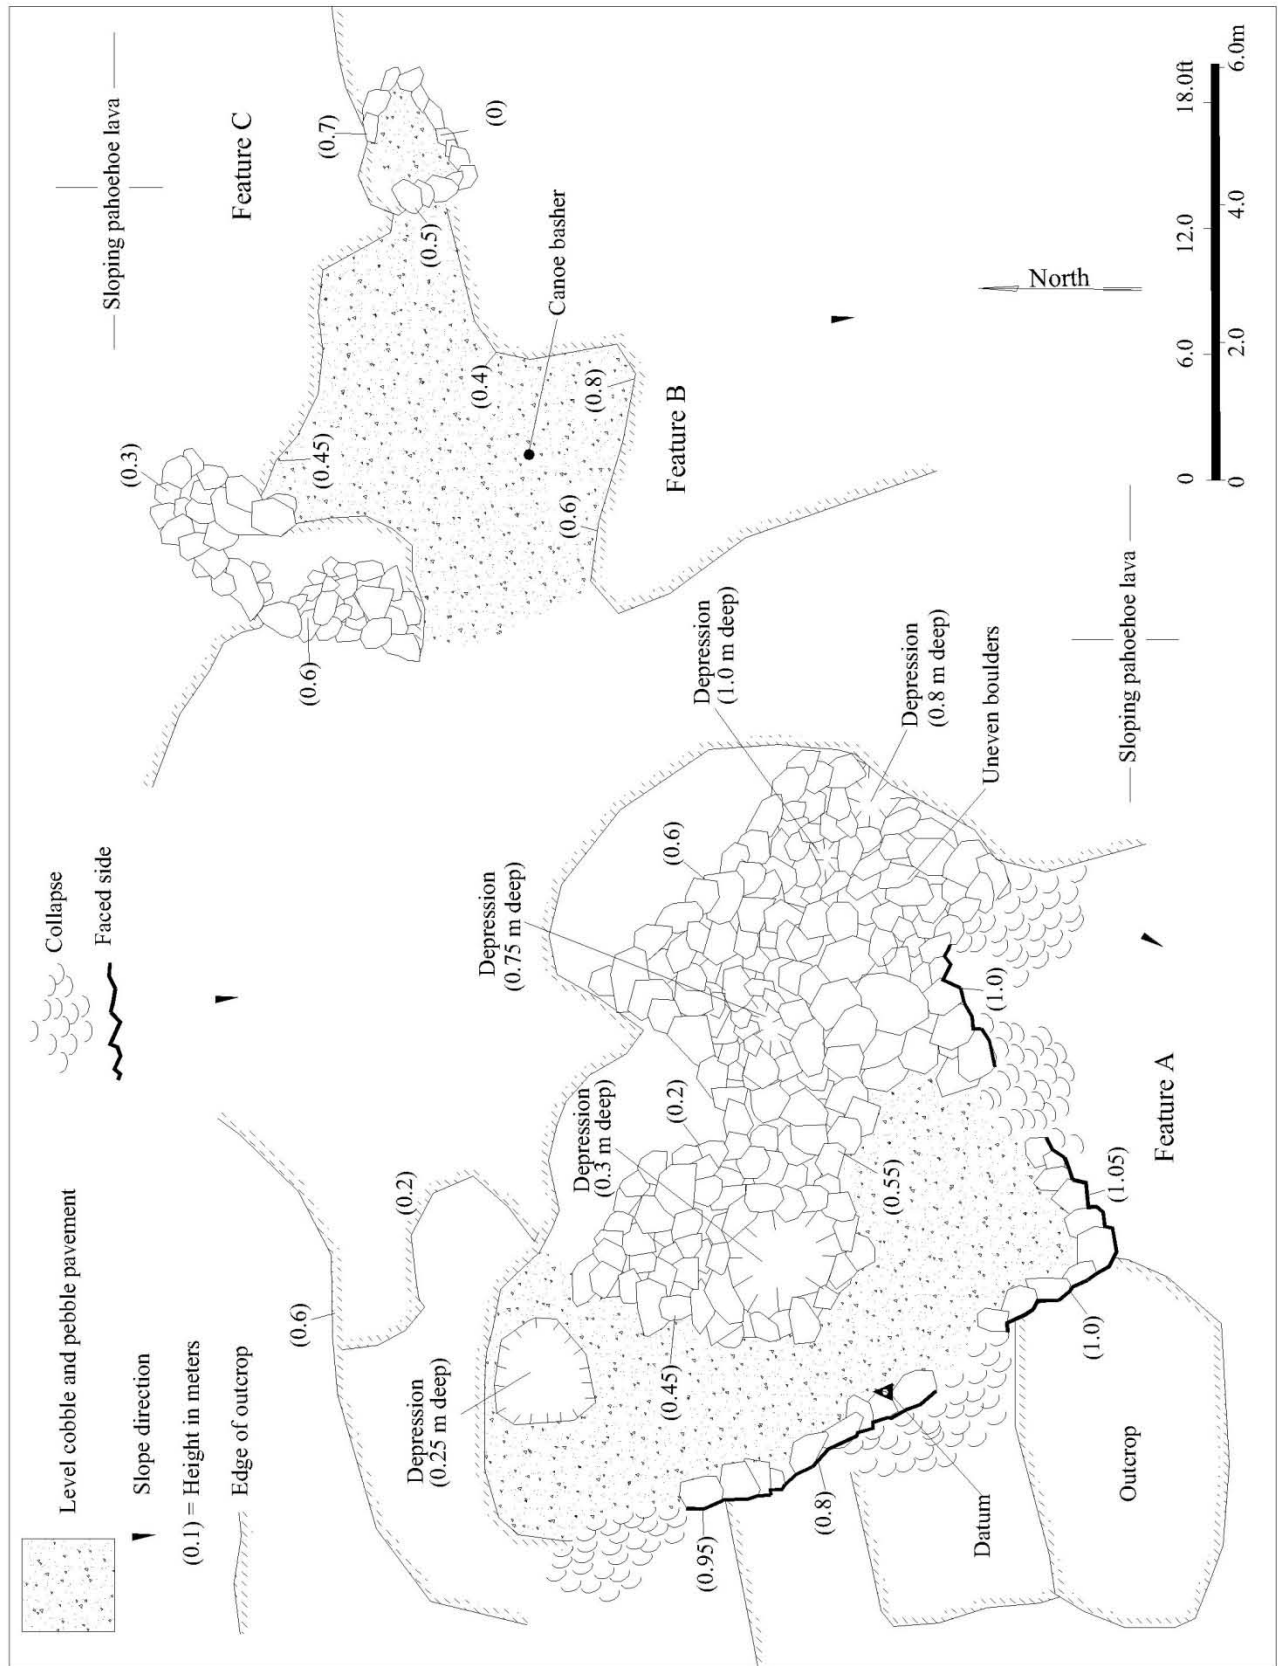 Level cobble and pebble pavement
Slope direction
(0.1) = Height in meters
Edge of outcrop
Collapse
Faced side
Sloping pahoehoe lava
Feature C
(0.7)
(0)
(0.5)
Canoe basher
(0.3)
(0.45)
(0.4)
(0.8)
(0.6)
(0.6)
Feature B
North
0
6.0
12.0
18.0ft
0
2.0
4.0
6.0m
(0.6)
(0.2)
Depression
(0.25 m deep)
Depression
(0.3 m deep)
Depression
(0.75 m deep)
Depression
(1.0 m deep)
Depression
(0.8 m deep)
Uneven boulders
(0.6)
(0.2)
(0.45)
(0.55)
(0.95)
(0.8)
Datum
Outcrop
(1.0)
(1.05)
(1.0)
Feature A
Sloping pahoehoe lava